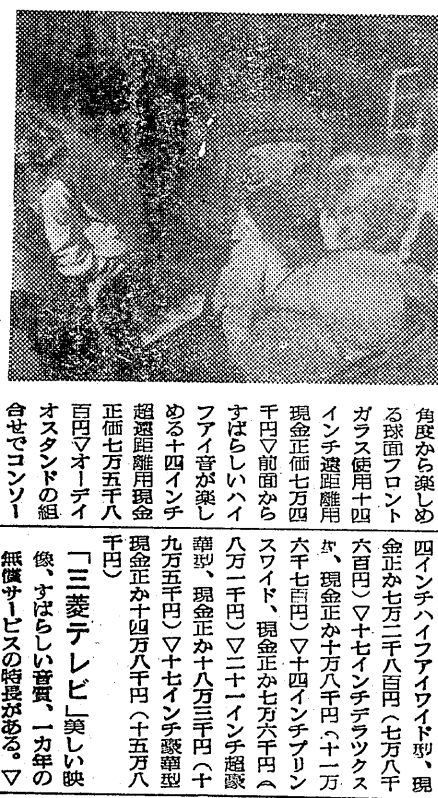 角度から楽しめ
る球面フロント
ガラス使用十四
インチ遠距離用
現金正価七万四
千円▽前面から
すばらしいハイ
フアイ音が楽し
める十四インチ
超遠距離用現金
正価七万五千八
百円▽オーデイ
オスタンドの組
合せでコンソー
四インチハイフアイワイド型、現
金正か七万二千八百円(七万八千
六百円)▽十七インチデラツクス
型、現金正か十万八千円(十一万
六千七百円)▽十四インチプリン
スワイド、現金正か七万六千円(
八万一千円)▽二十一インチ超豪
華型、現金正か十八万三千円(十
九万五千円)▽十七インチ豪華型
現金正か十四万八千円(十五万八
千円)
「三菱テレビ」美しい映
像、すばらしい音質、一カ年の
無償サービスの特長がある。▽